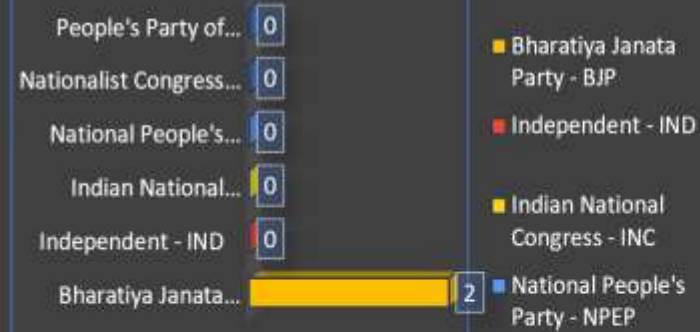 People's Party of... 0
Nationalist Congress... 0
National People's... 0
Indian National... 0
Independent - IND 0
Bharatiya Janata... 2
Bharatiya Janata
Party - BJP
Independent - IND
Indian National
Congress - INC
National People's
Party - NPEP